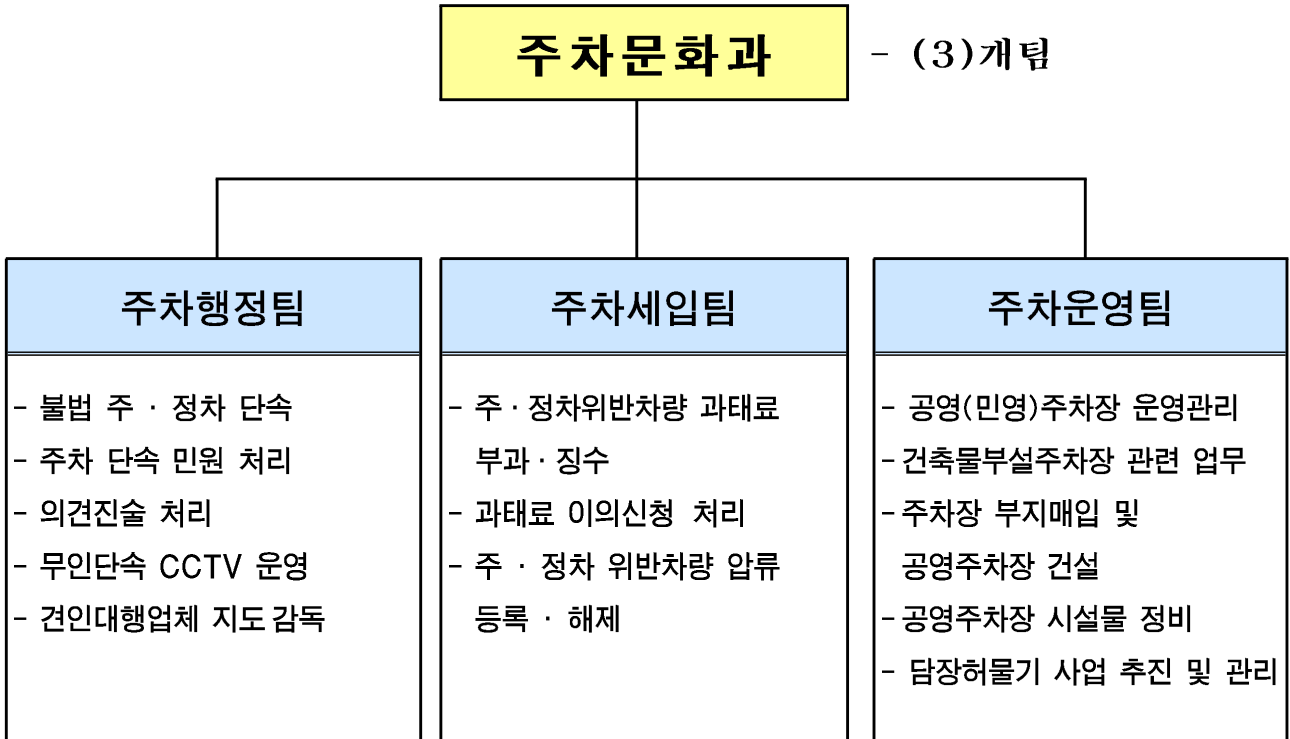 주차문화과 - (3)개팀
주차행정팀
- 불법 주 · 정차 단속
- 주차 단속 민원 처리
- 의견진술 처리
- 무인단속 CCTV 운영
- 견인대행업체 지도감독
주차세입팀
- 주·정차위반차량 과태료
부과·징수
- 과태료 이의신청 처리
- 주 · 정차 위반차량 압류
등록 · 해제
주차운영팀
- 공영(민영)주차장 운영관리
- 건축물부설주차장 관련 업무
- 주차장 부지매입 및
공영주차장 건설
- 공영주차장 시설물 정비
- 담장허물기 사업 추진 및 관리